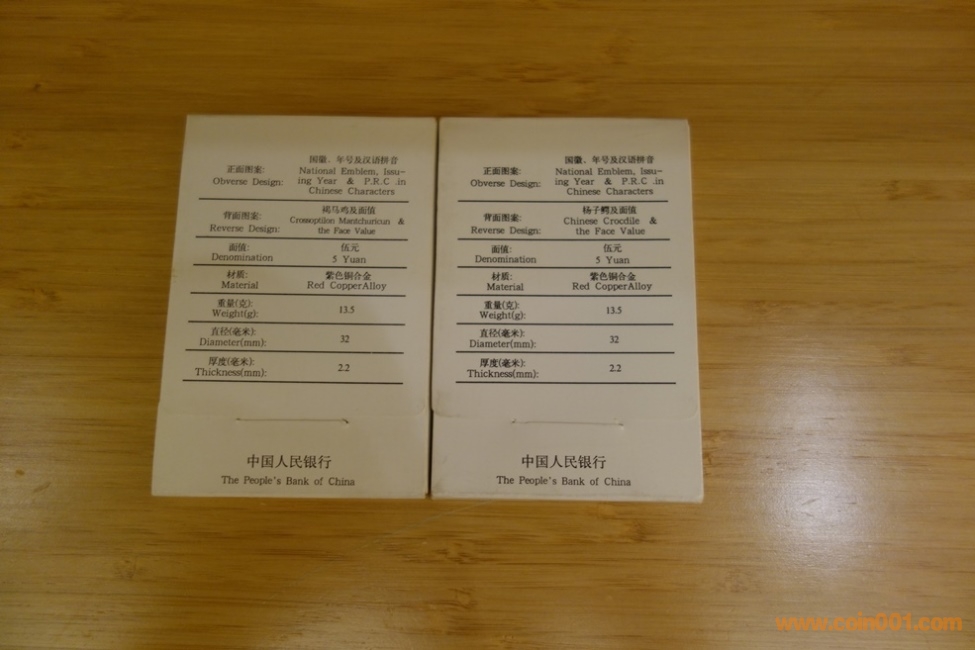 正面图案:
Obverse Design:
国徽、年号及汉语拼音
National Emblem, Issu-
ing Year & P.R.C .in
Chinese Characters
背面图案:
Reverse Design:
褐马鸡及面值
Crossoptilon Mantchuricun &
the Face Value
面值:
Denomination
伍元
5 Yuan
材质:
Material
紫色铜合金
Red CopperAlloy
重量(克):
Weight(g):
13.5
直径(毫米):
Diameter(mm):
32
厚度(毫米):
Thickness(mm):
2.2
中国人民银行
The People's Bank of China
正面图案:
Obverse Design:
国徽、年号及汉语拼音
National Emblem, Issu-
ing Year & P.R.C .in
Chinese Characters
背面图案:
Reverse Design:
杨子鳄及面值
Chinese Crocdile &
the Face Value
面值:
Denomination
伍元
5 Yuan
材质:
Material
紫色铜合金
Red CopperAlloy
重量(克):
Weight(g):
13.5
直径(毫米):
Diameter(mm):
32
厚度(毫米):
Thickness(mm):
2.2
中国人民银行
The People's Bank of China
www.coin001.com